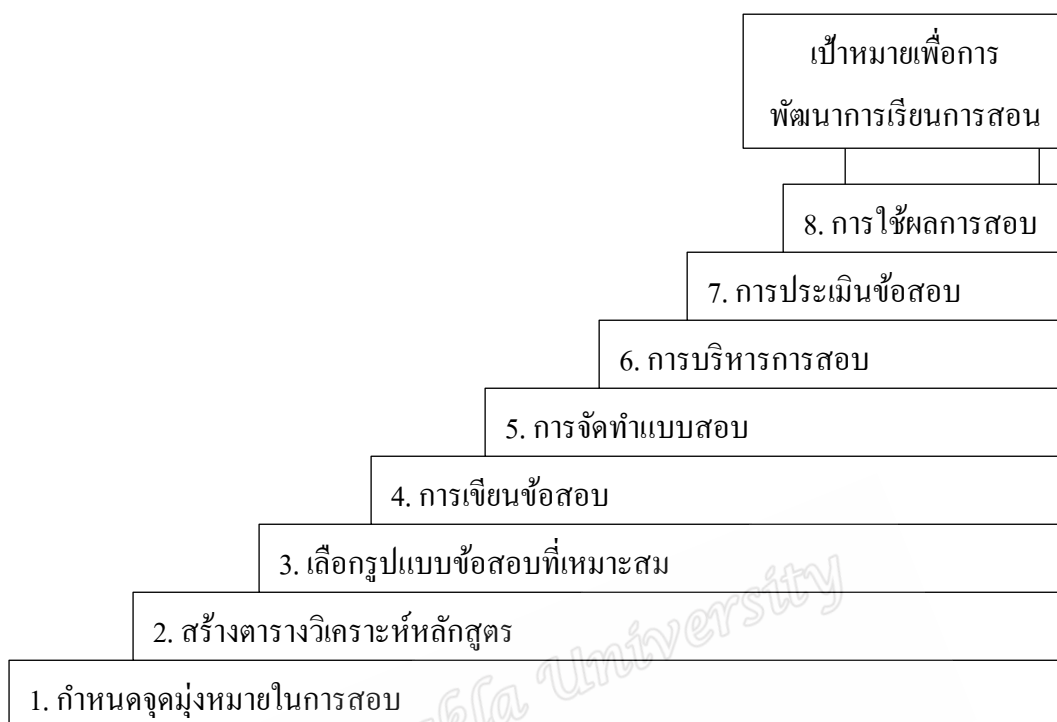 เป้าหมายเพื่อการ
พัฒนาการเรียนการสอน
8. การใช้ผลการสอบ
7. การประเมินข้อสอบ
6. การบริหารการสอบ
5. การจัดทำแบบสอบ
4. การเขียนข้อสอบ
3. เลือกรูปแบบข้อสอบที่เหมาะสม
2. สร้างตารางวิเคราะห์หลักสูตร
1. กำหนดจุดมุ่งหมายในการสอบ
University